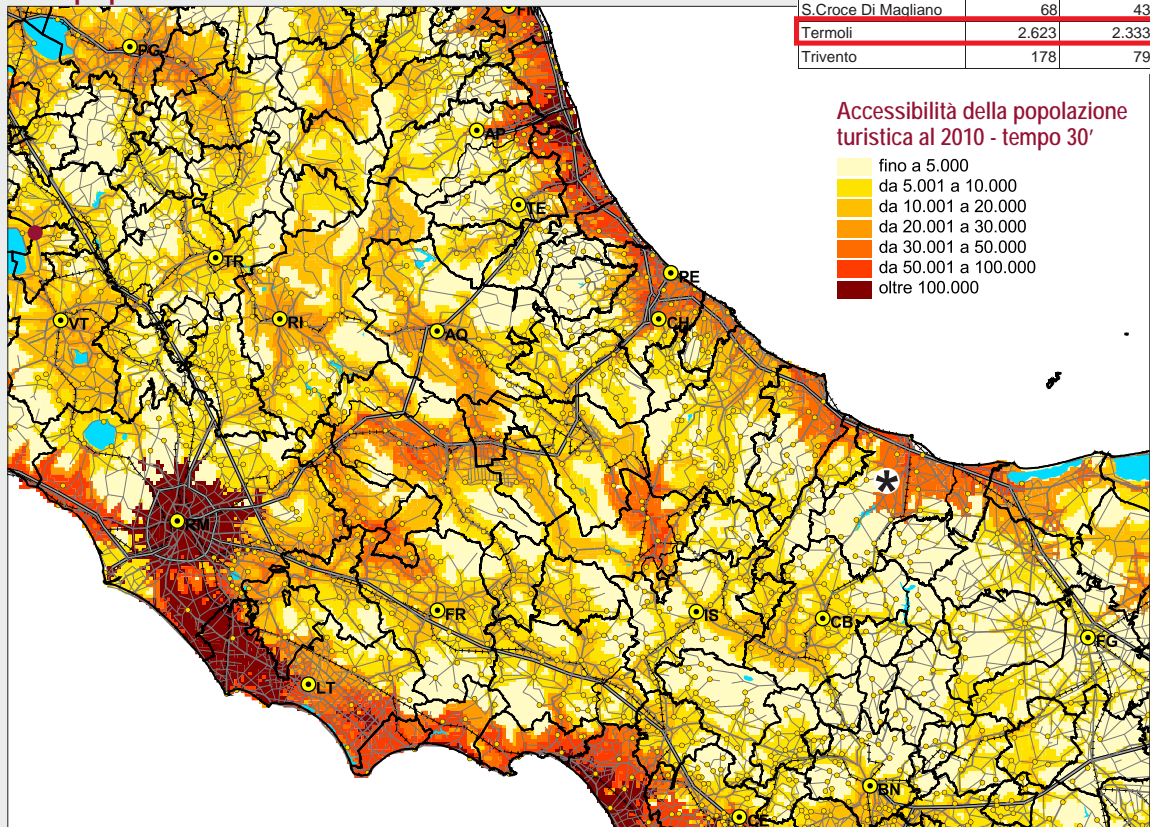 S.Croce Di Magliano 68 43
Termoli 2.623 2.333
Trivento 178 79
Accessibilità della popolazione
turistica al 2010 - tempo 30'
fino a 5.000
da 5.001 a 10.000
da 10.001 a 20.000
da 20.001 a 30.000
da 30.001 a 50.000
da 50.001 a 100.000
oltre 100.000
FM
PG
AP
TE
TR
PE
VT
RI
AQ
CH
*
RM
FR
IS
CB
FG
LT
BN
CE